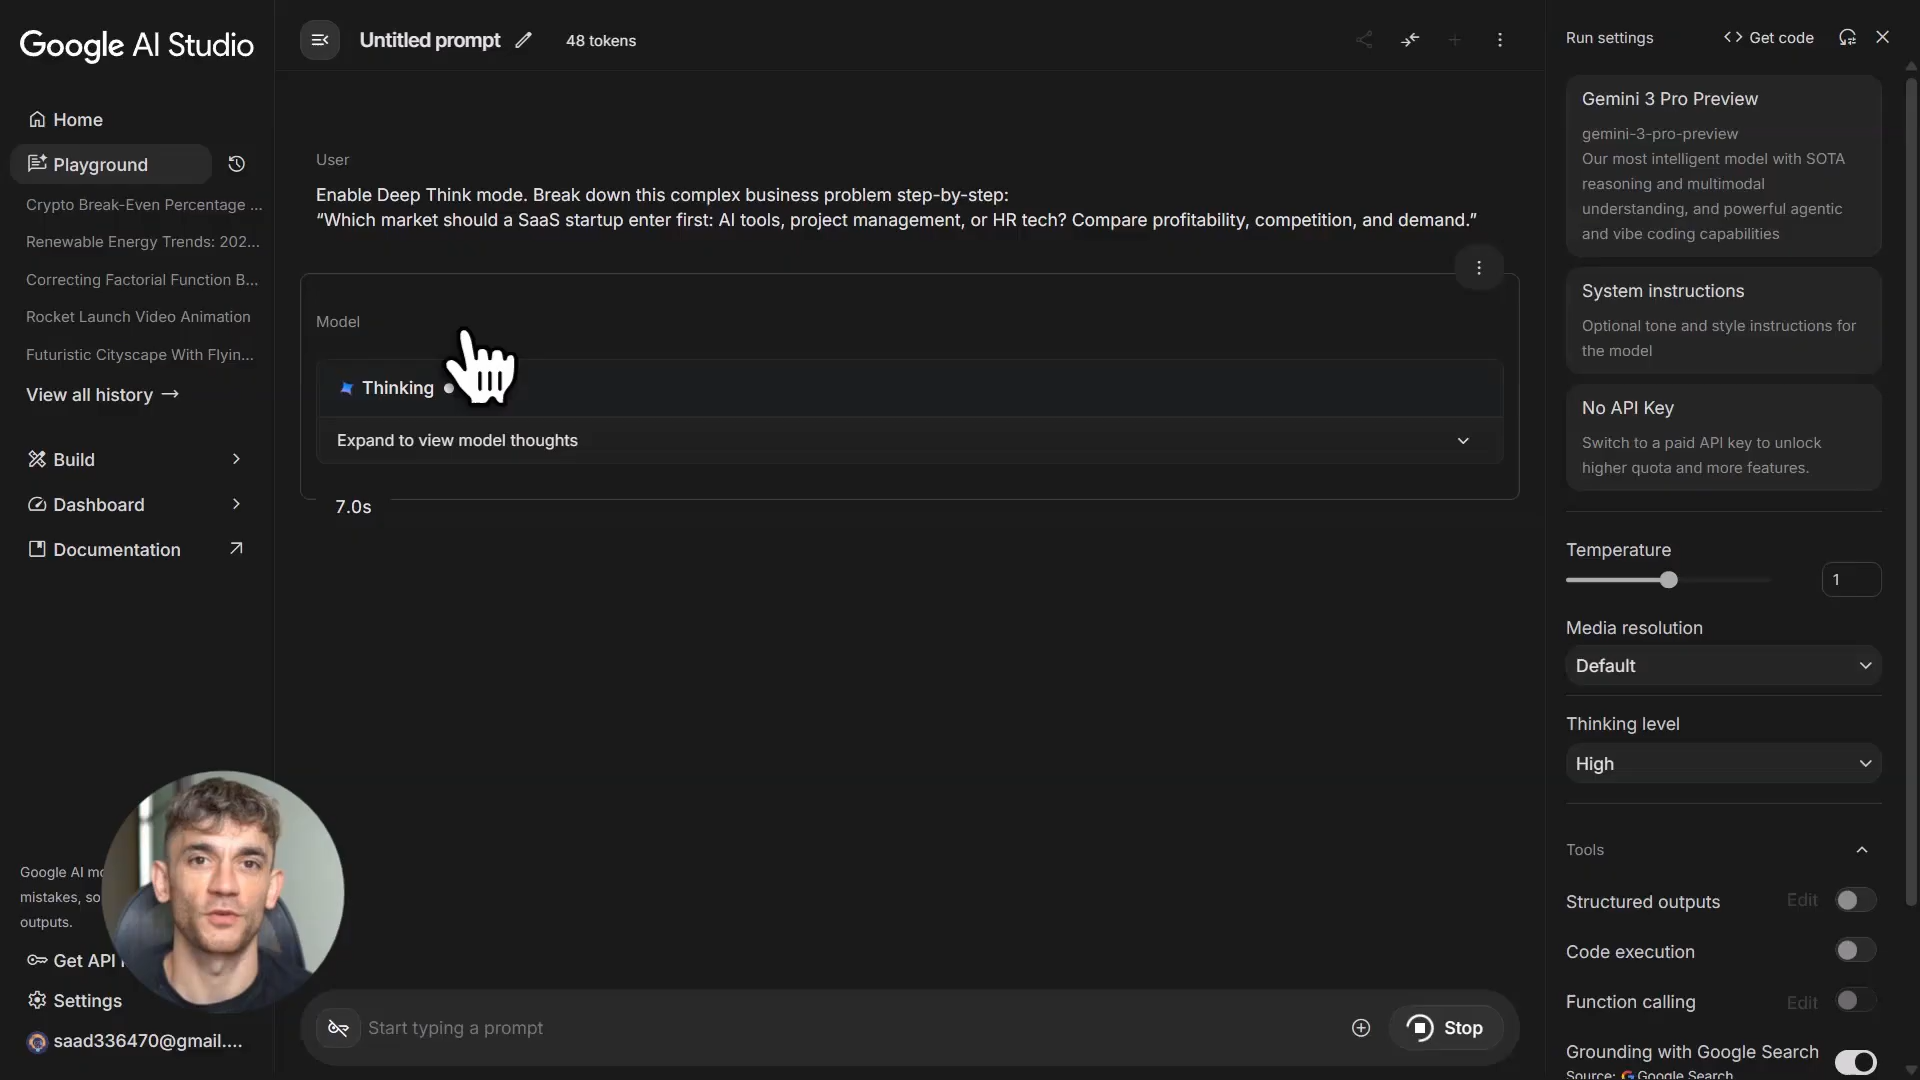 Google AI Studio
Home
Playground
Crypto Break-Even Percentage ...
Renewable Energy Trends: 202...
Correcting Factorial Function B...
Rocket Launch Video Animation
Futuristic Cityscape With Flyin...
View all history
Build
Dashboard
Documentation
Google AI
mistakes, so
outputs.
Get API
Settings
saad336470@gmail....
Untitled prompt
48 tokens
User
Enable Deep Think mode. Break down this complex business problem step-by-step:
“Which market should a SaaS startup enter first: AI tools, project management, or HR tech? Compare profitability, competition, and demand.”
Model
Thinking
Expand to view model thoughts
7.0s
Start typing a prompt
Stop
Run settings
<> Get code
Gemini 3 Pro Preview
gemini-3-pro-preview
Our most intelligent model with SOTA
reasoning and multimodal
understanding, and powerful agentic
and vibe coding capabilities
System instructions
Optional tone and style instructions for
the model
No API Key
Switch to a paid API key to unlock
higher quota and more features.
Temperature
1
Media resolution
Default
Thinking level
High
Tools
Structured outputs
Edit
Code execution
Function calling
Edit
Grounding with Google Search
Source: Google Search